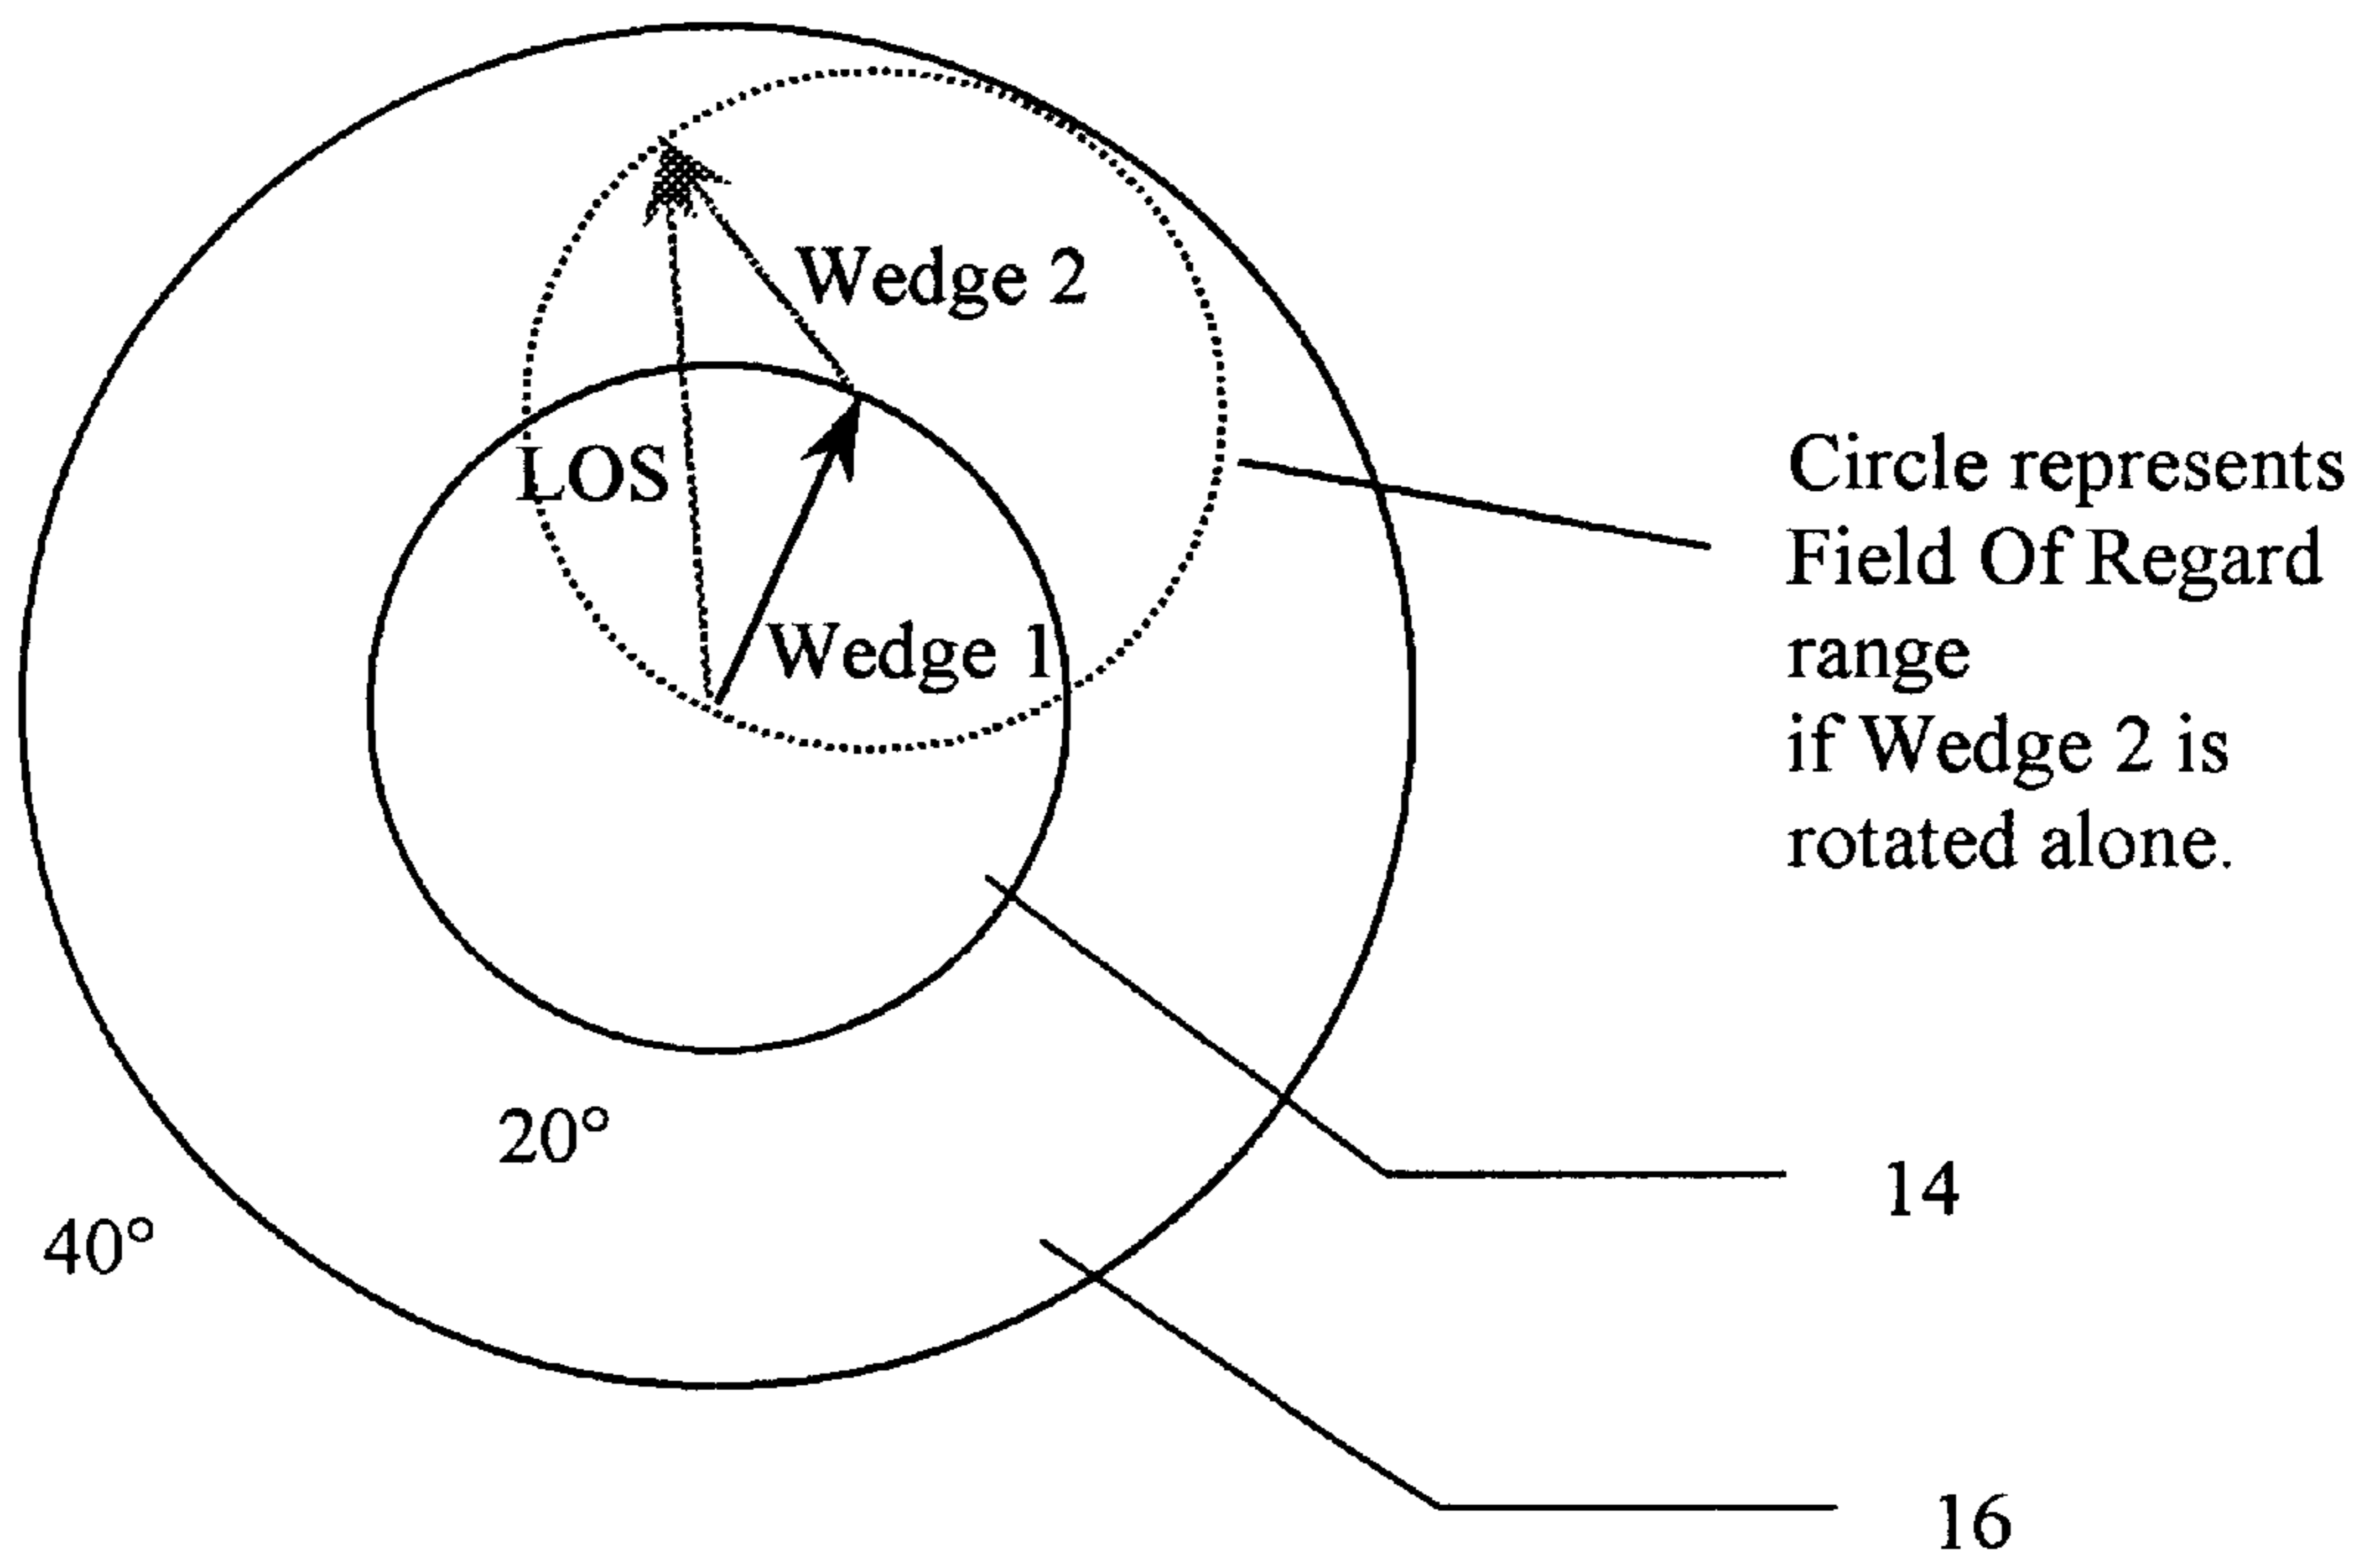 Wedge 2
LOS
Wedge 1
Circle represents
Field Of Regard
range
if Wedge 2 is
rotated alone.
20°
40°
14
16